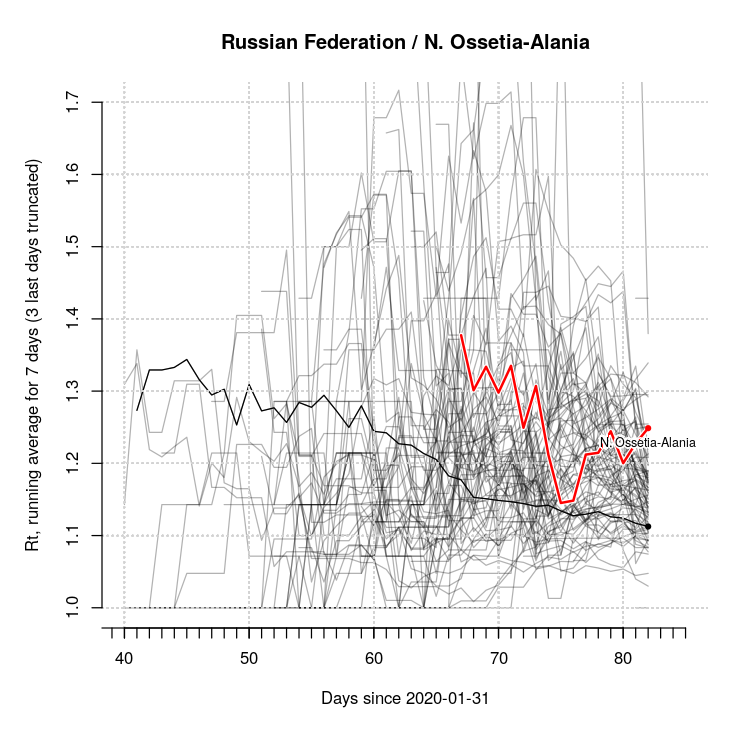 Russian Federation / N. Ossetia-Alania
Rt, running average for 7 days (3 last days truncated)
1.7
1.6
1.5
1.4
1.3
1.2
1.1
1.0
N. Ossetia-Alania
40 50 60 70 80
Days since 2020-01-31